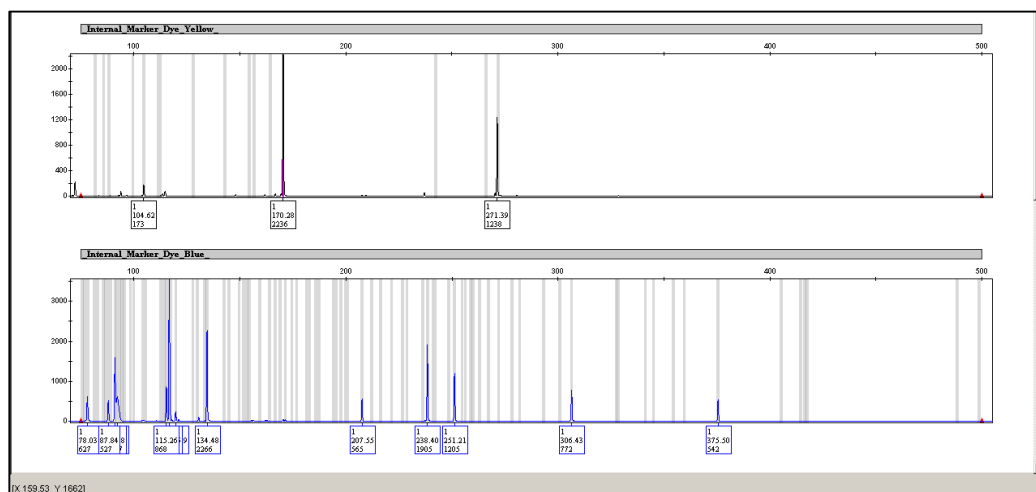 _Internal_Marker_Dye_Yellow_
100 200 300 400 500
2000
1600
1200
800
400
0
1 1 1
104.62 170.28 271.39
173 2236 1238
_Internal_Marker_Dye_Blue_
100 200 300 400 500
3000
2000
1000
0
1 1 1 1 1 1 1 1 1
78.03 87.84 8 115.26 9 134.48 207.55 238.40 251.21 306.43 375.50
627 527 868 2266 565 1905 1205 772 542
[X 159.53 Y 1662]